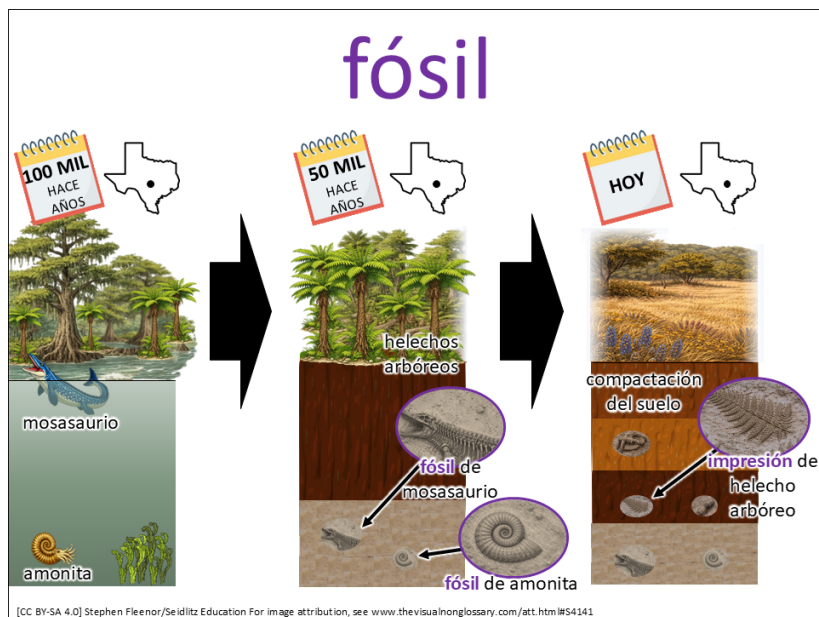 fósil
100 MIL
HACE
AÑOS
50 MIL
HACE
AÑOS
HOY
mosasaurio
amonita
helechos
arbóreos
fósil de
mosasaurio
fósil de amonita
compactación
del suelo
impresión de
helecho
arbóreo
[CC BY-SA 4.0] Stephen Fleenor/Seidlitz Education For image attribution, see www.thevisualnonglossary.com/att.html#S4141